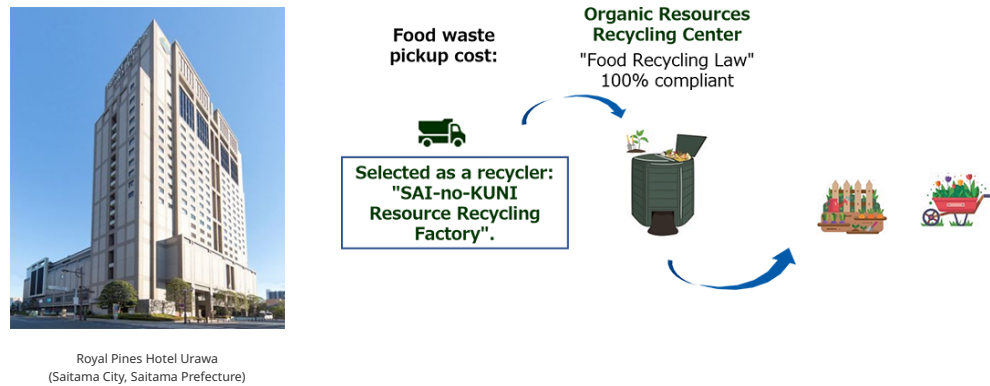 Food waste
pickup cost:
Organic Resources
Recycling Center
"Food Recycling Law"
100% compliant
Selected as a recycler:
"SAI-no-KUNI
Resource Recycling
Factory".
Royal Pines Hotel Urawa
(Saitama City, Saitama Prefecture)